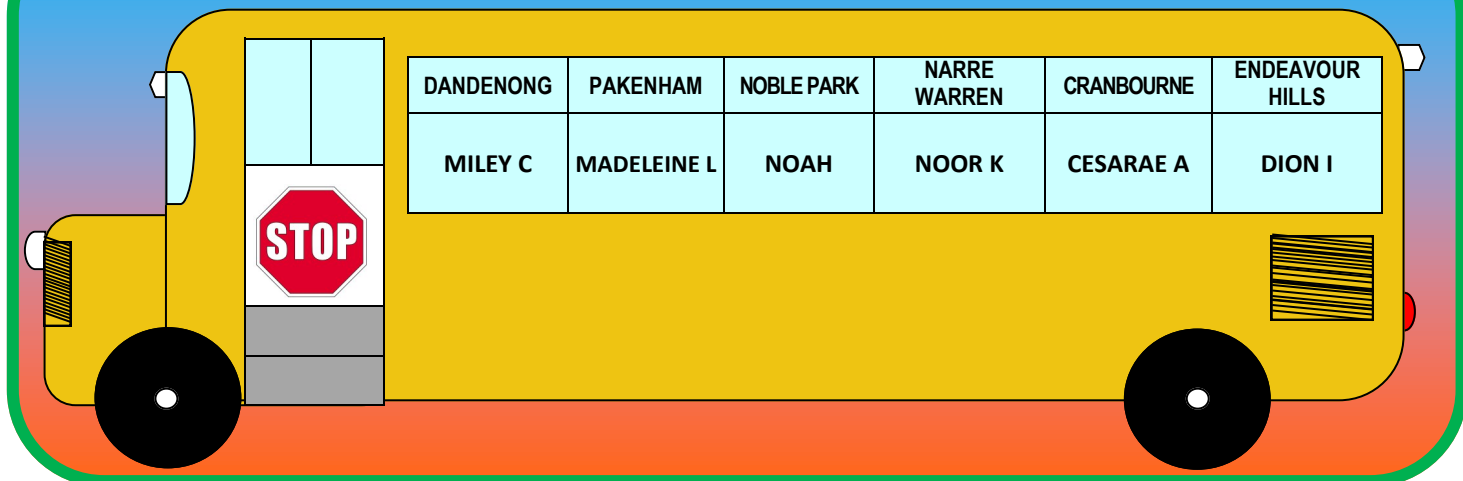 DANDENONG
PAKENHAM
NOBLE PARK
NARRE
WARREN
CRANBOURNE
ENDEAVOUR
HILLS
MILEY C
MADELEINE L
NOAH
NOOR K
CESARAE A
DION I
STOP